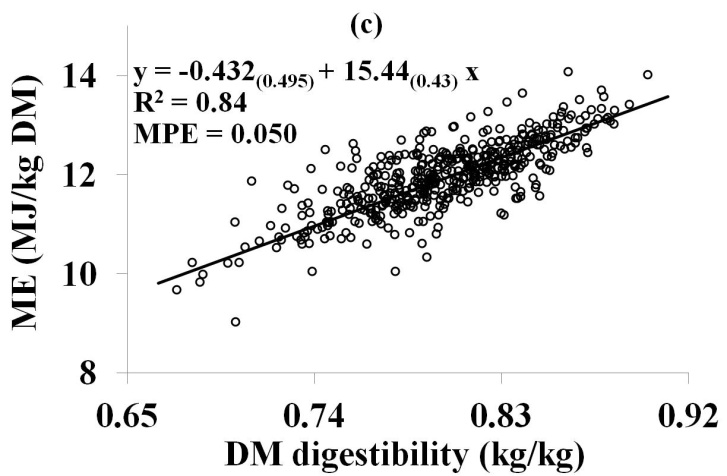 (c)
y = -0.432(0.495) + 15.44(0.43) x
R² = 0.84
MPE = 0.050
ME (MJ/kg DM)
14
12
10
8
0.65 0.74 0.83 0.92
DM digestibility (kg/kg)